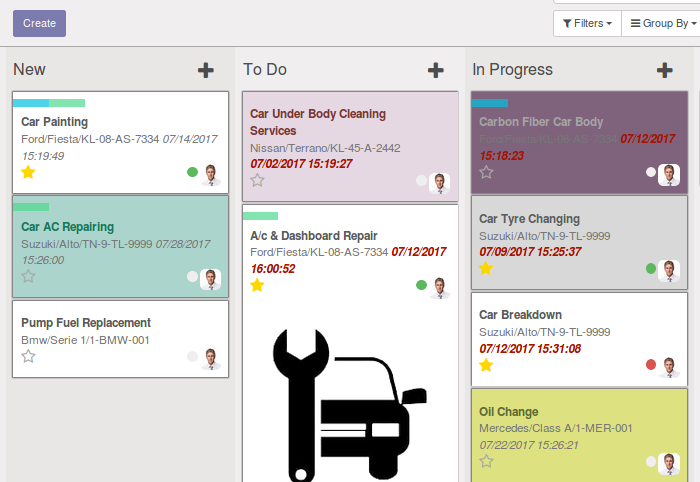 Create
Filters
Group By
New
Car Painting
Ford/Fiesta/KL-08-AS-7334 07/14/2017
15:19:49
Car AC Repairing
Suzuki/Alto/TN-9-TL-9999 07/28/2017
15:26:00
Pump Fuel Replacement
Bmw/Serie 1/1-BMW-001
To Do
Car Under Body Cleaning
Services
Nissan/Terrano/KL-45-A-2442
07/02/2017 15:19:27
A/c & Dashboard Repair
Ford/Fiesta/KL-08-AS-7334 07/12/2017
16:00:52
In Progress
Carbon Fiber Car Body
Ford/Fiesta/KL-08-AS-7334 07/12/2017
15:18:23
Car Tyre Changing
Suzuki/Alto/TN-9-TL-9999
07/09/2017 15:25:37
Car Breakdown
Suzuki/Alto/TN-9-TL-9999
07/12/2017 15:31:08
Oil Change
Mercedes/Class A/1-MER-001
07/22/2017 15:26:21